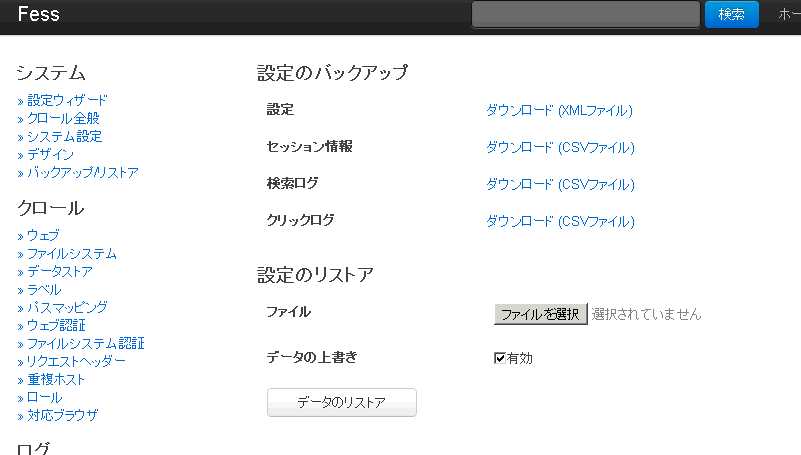 Fess 検索 ホー
システム
» 設定ウィザード
» クロール全般
» システム設定
» デザイン
» バックアップ/リストア
クロール
» ウェブ
» ファイルシステム
» データストア
» ラベル
» パスマッピング
» ウェブ認証
» ファイルシステム認証
» リクエストヘッダー
» 重複ホスト
» ロール
» 対応ブラウザ
ログ
設定のバックアップ
設定 ダウンロード (XMLファイル)
セッション情報 ダウンロード (CSVファイル)
検索ログ ダウンロード (CSVファイル)
クリックログ ダウンロード (CSVファイル)
設定のリストア
ファイル ファイルを選択 選択されていません
データの上書き 有効
データのリストア